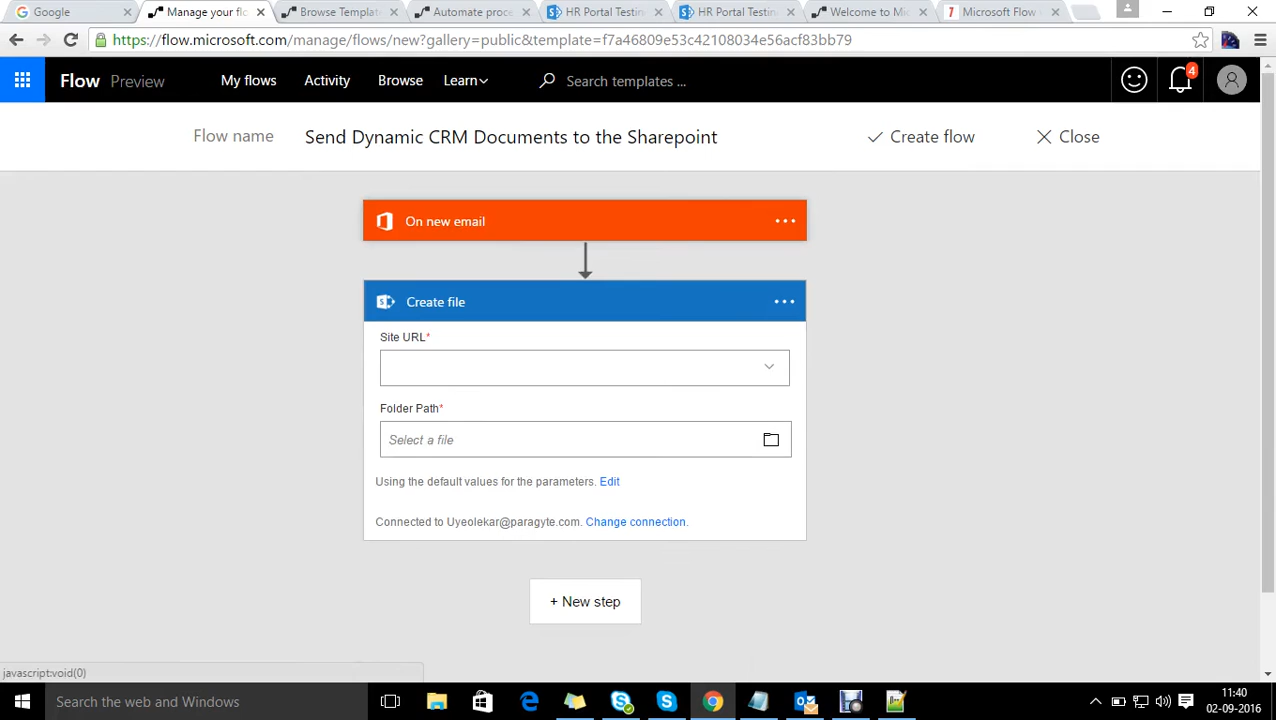 Google
Manage your flo
Browse Templat
Automate proc
HR Portal Testin
HR Portal Testin
Welcome to Mi
Microsoft Flow
https://flow.microsoft.com/manage/flows/new?gallery=public&template=f7a46809e53c42108034e56acf83bb79
Flow Preview
My flows
Activity
Browse
Learn
Search templates ...
4
Flow name
Send Dynamic CRM Documents to the Sharepoint
Create flow
Close
On new email
Create file
Site URL*
Folder Path*
Select a file
Using the default values for the parameters. Edit
Connected to Uyeolekar@paragyte.com. Change connection.
+ New step
javascript:void(0)
Search the web and Windows
11:40
02-09-2016